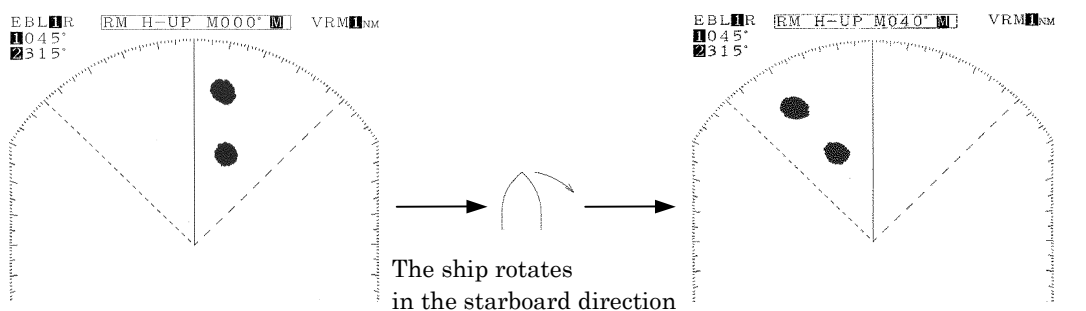 EBL1R RM H-UP M000° M VRM1NM
1045°
2315°
EBL1R RM H-UP M040° M VRM1NM
1045°
2315°
The ship rotates
in the starboard direction